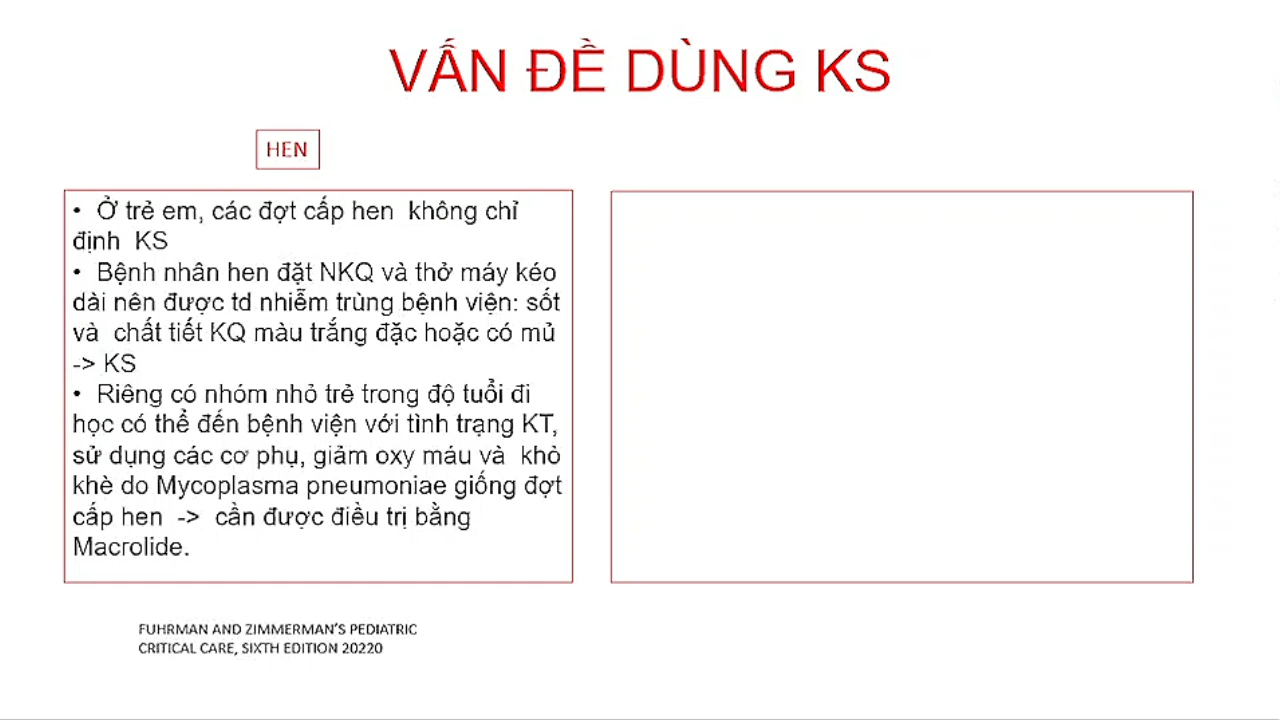 VẤN ĐỀ DÙNG KS
HEN
• Ở trẻ em, các đợt cấp hen không chỉ
định KS
• Bệnh nhân hen đặt NKQ và thở máy kéo
dài nên được td nhiễm trùng bệnh viện: sốt
và chất tiết KQ màu trắng đặc hoặc có mủ
-> KS
• Riêng có nhóm nhỏ trẻ trong độ tuổi đi
học có thể đến bệnh viện với tình trạng KT,
sử dụng các cơ phụ, giảm oxy máu và khò
khè do Mycoplasma pneumoniae giống đợt
cấp hen -> cần được điều trị bằng
Macrolide.
FUHRMAN AND ZIMMERMAN'S PEDIATRIC
CRITICAL CARE, SIXTH EDITION 20220